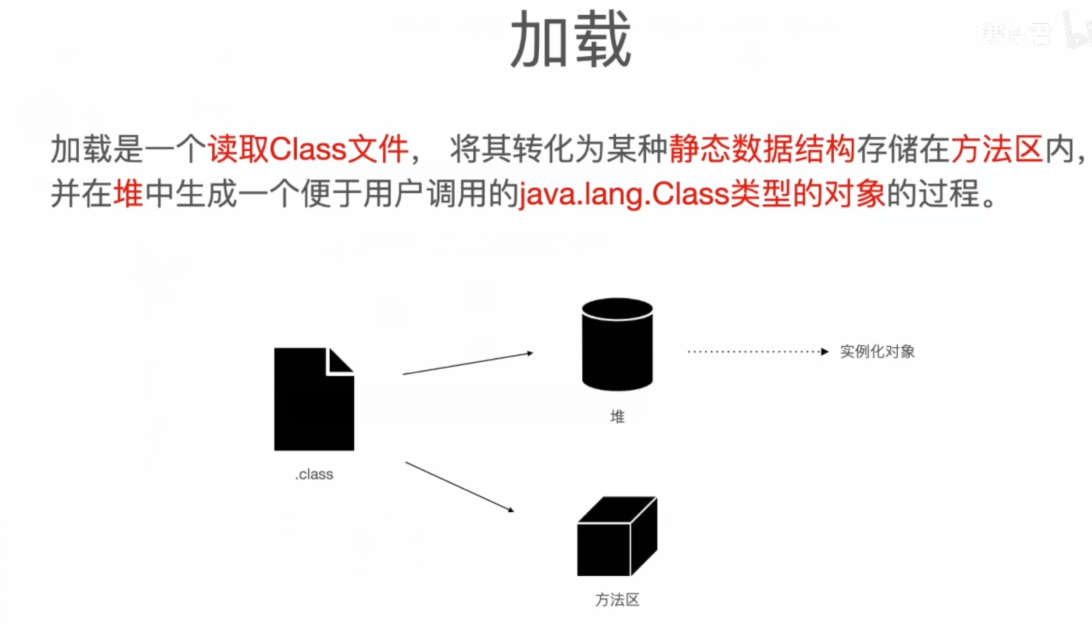 加载
加载是一个读取Class文件， 将其转化为某种静态数据结构存储在方法区内，
并在堆中生成一个便于用户调用的java.lang.Class类型的对象的过程。
实例化对象
堆
.class
方法区